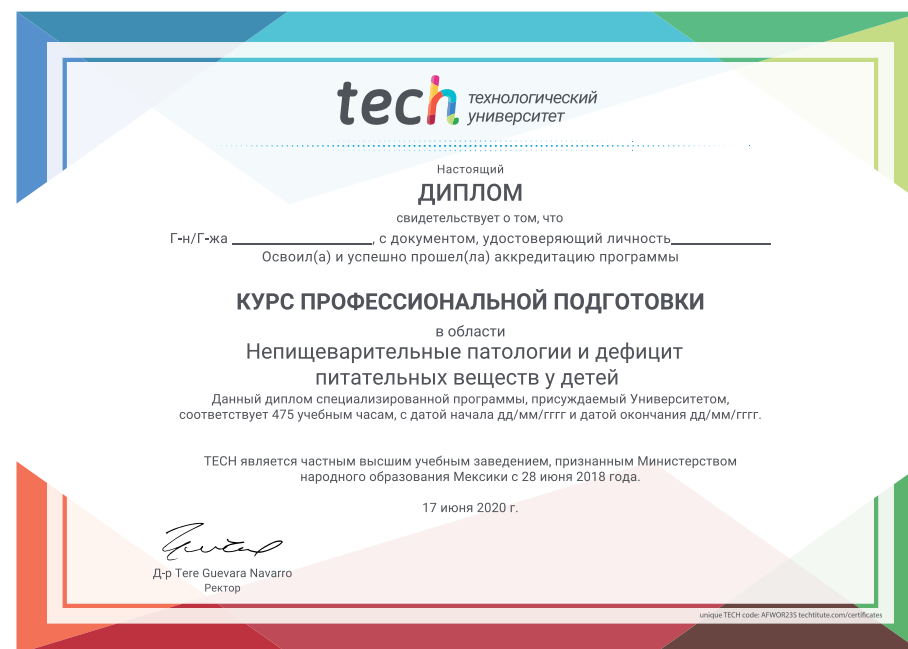 tech технологический
университет
Настоящий
ДИПЛОМ
свидетельствует о том, что
Г-н/Г-жа ____________________, с документом, удостоверяющий личность______________
Освоил(а) и успешно прошел(ла) аккредитацию программы
КУРС ПРОФЕССИОНАЛЬНОЙ ПОДГОТОВКИ
в области
Непищеварительные патологии и дефицит
питательных веществ у детей
Данный диплом специализированной программы, присуждаемый Университетом,
соответствует 475 учебным часам, с датой начала дд/мм/гггг и датой окончания дд/мм/гггг.
TECH является частным высшим учебным заведением, признанным Министерством
народного образования Мексики с 28 июня 2018 года.
17 июня 2020 г.
Д-р Tere Guevara Navarro
Ректор
unique TECH code: AFWOR23S techtitute.com/certificates